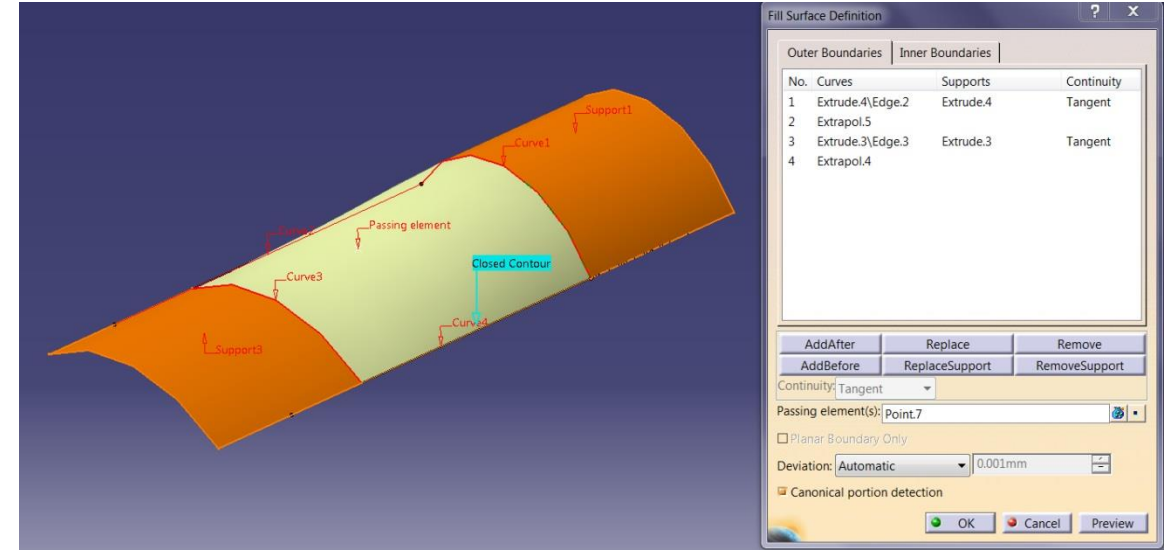 Fill Surface Definition
? X
Outer Boundaries Inner Boundaries
No. Curves Supports Continuity
1 Extrude.4\Edge.2 Extrude.4 Tangent
2 Extrapol.5
3 Extrude.3\Edge.3 Extrude.3 Tangent
4 Extrapol.4
AddAfter Replace Remove
AddBefore ReplaceSupport RemoveSupport
Continuity: Tangent
Passing element(s): Point.7
Planar Boundary Only
Deviation: Automatic 0.001mm
Canonical portion detection
OK Cancel Preview
Support1
Curve1
Passing element
Closed Contour
Curve3
Curve4
Support3